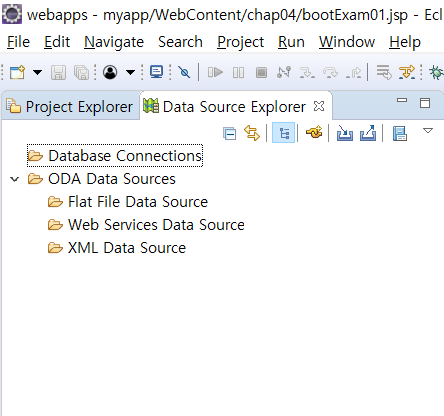 webapps - myapp/WebContent/chap04/bootExam01.jsp - Ecl
File Edit Navigate Search Project Run Window Help
Project Explorer Data Source Explorer
Database Connections
ODA Data Sources
Flat File Data Source
Web Services Data Source
XML Data Source